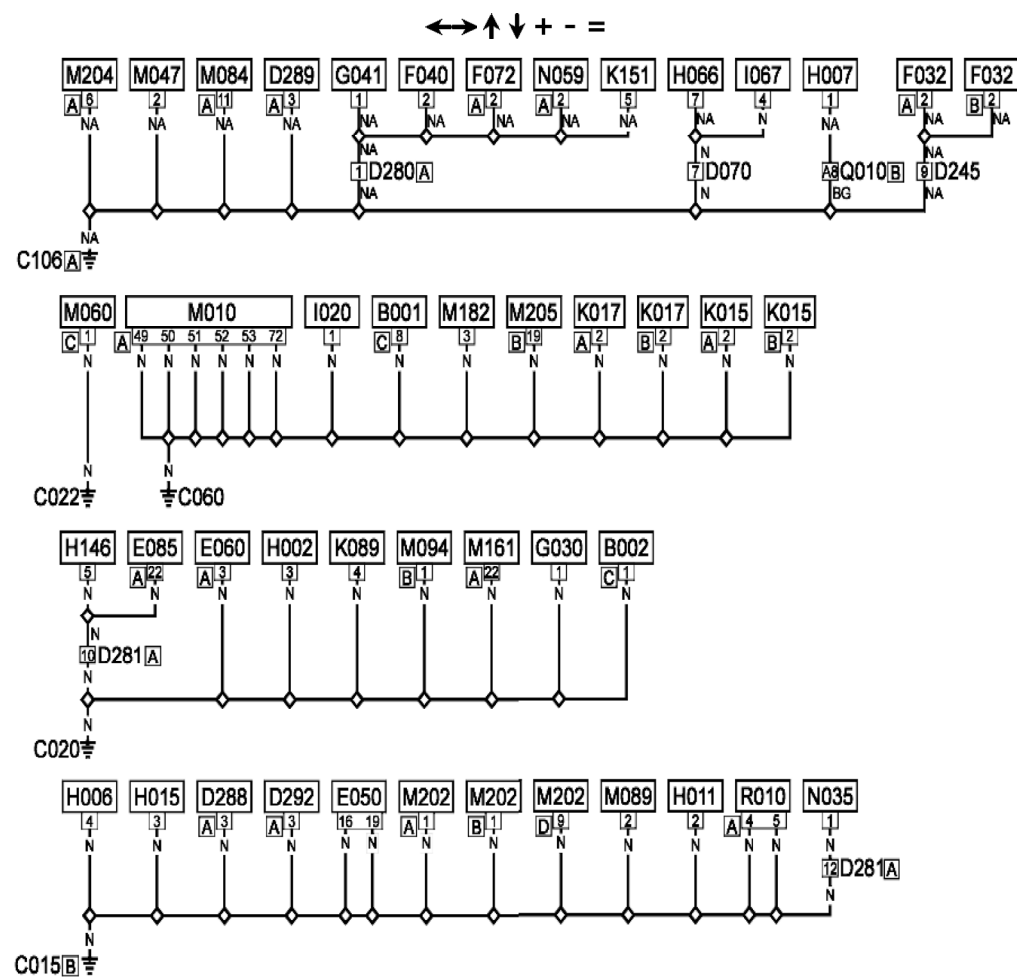 ←→ ↑ ↓ + - =
M204 M047 M084 D289 G041 F040 F072 N059 K151 H066 I067 H007 F032 F032
A 6 2 A 11 A 3 1 2 A 2 A 2 5 7 4 1 A 2 B 2
NA NA NA NA NA NA NA NA NA NA N NA NA NA
NA N NA
1 D280 A 7 D070 A8 Q010 B 9 D245
NA N BG NA
NA
C106 A
M060 M010 I020 B001 M182 M205 K017 K017 K015 K015
C 1 A 49 50 51 52 53 72 1 C 8 3 B 19 A 2 B 2 A 2 B 2
N N N N N N N N N N N N N N N
N N
C022 C060
H146 E085 E060 H002 K089 M094 M161 G030 B002
5 A 22 A 3 3 4 B 1 A 22 1 C 1
N N N N N N N N N
N
10 D281 A
N
N
C020
H006 H015 D288 D292 E050 M202 M202 M202 M089 H011 R010 N035
4 3 A 3 A 3 16 19 A 1 B 1 D 9 2 2 A 4 5 1
N N N N N N N N N N N N N N
12 D281 A
N
N
C015 B